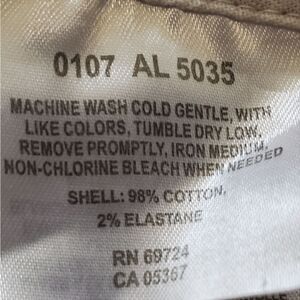 0107 AL 5035
MACHINE WASH COLD GENTLE, WITH
LIKE COLORS, TUMBLE DRY LOW.
REMOVE PROMPTLY, IRON MEDIUM,
NON-CHLORINE BLEACH WHEN NEEDED
SHELL: 98% COTTON,
2% ELASTANE
RN 69724
CA 05367